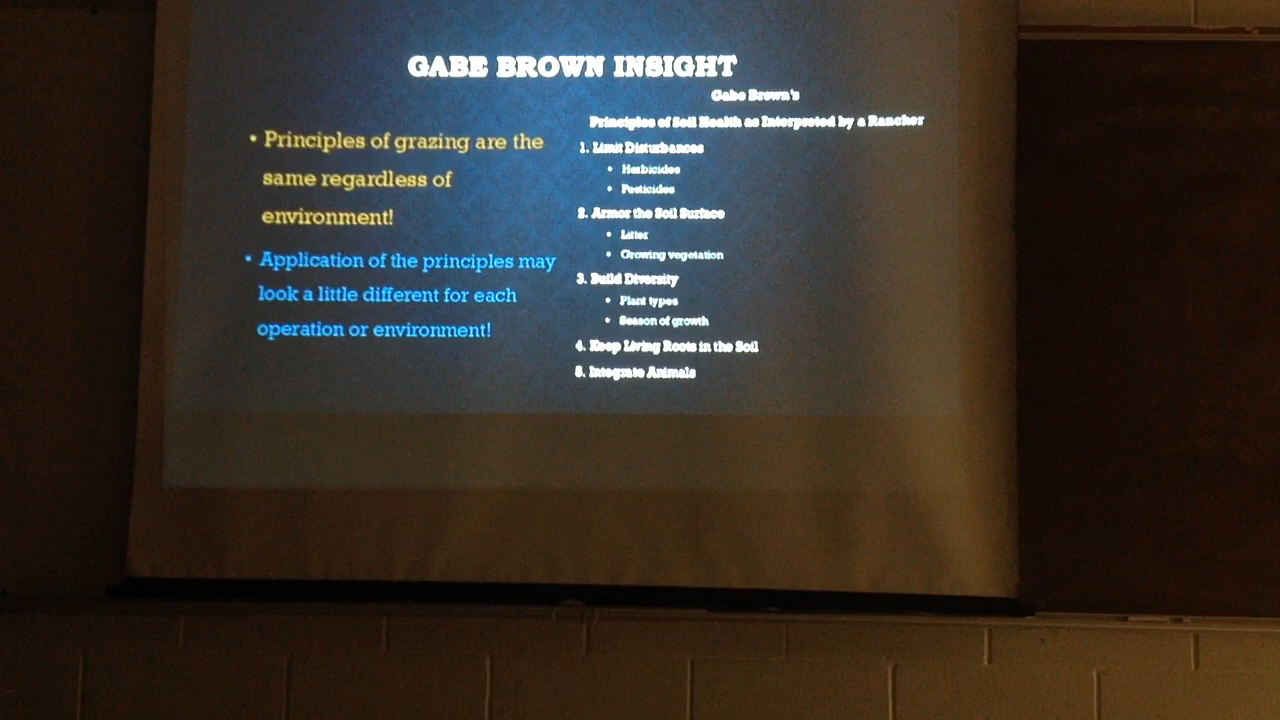 GABE BROWN INSIGHT
• Principles of grazing are the
same regardless of
environment!
• Application of the principles may
look a little different for each
operation or environment!
Gabe Brown's
Principles of Soil Health as Interpreted by a Rancher
1. Limit Disturbances
• Herbicides
• Pesticides
2. Armor the Soil Surface
• Litter
• Growing vegetation
3. Build Diversity
• Plant types
• Season of growth
4. Keep Living Roots in the Soil
5. Integrate Animals